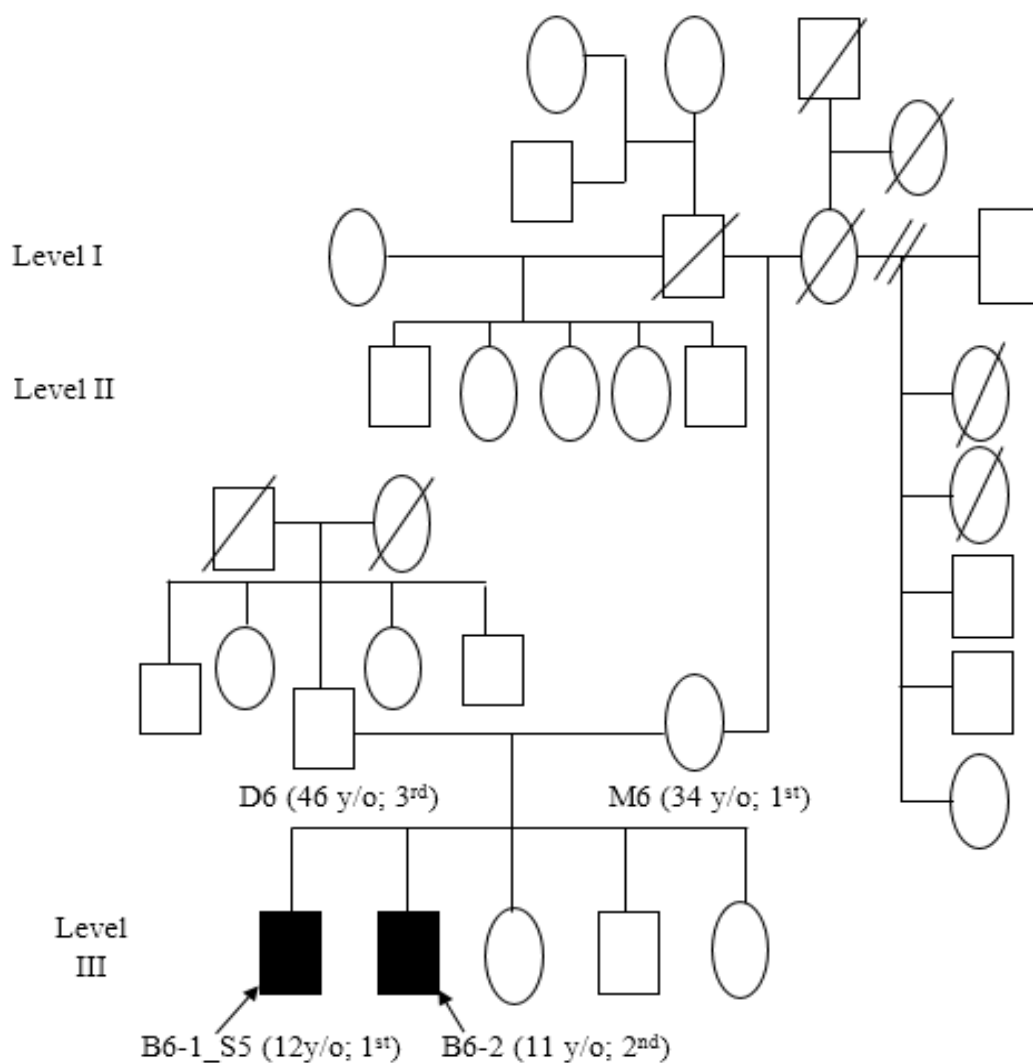 Level I
Level II
D6 (46 y/o; 3rd)
M6 (34 y/o; 1st)
Level
III
B6-1_S5 (12y/o; 1st)
B6-2 (11 y/o; 2nd)